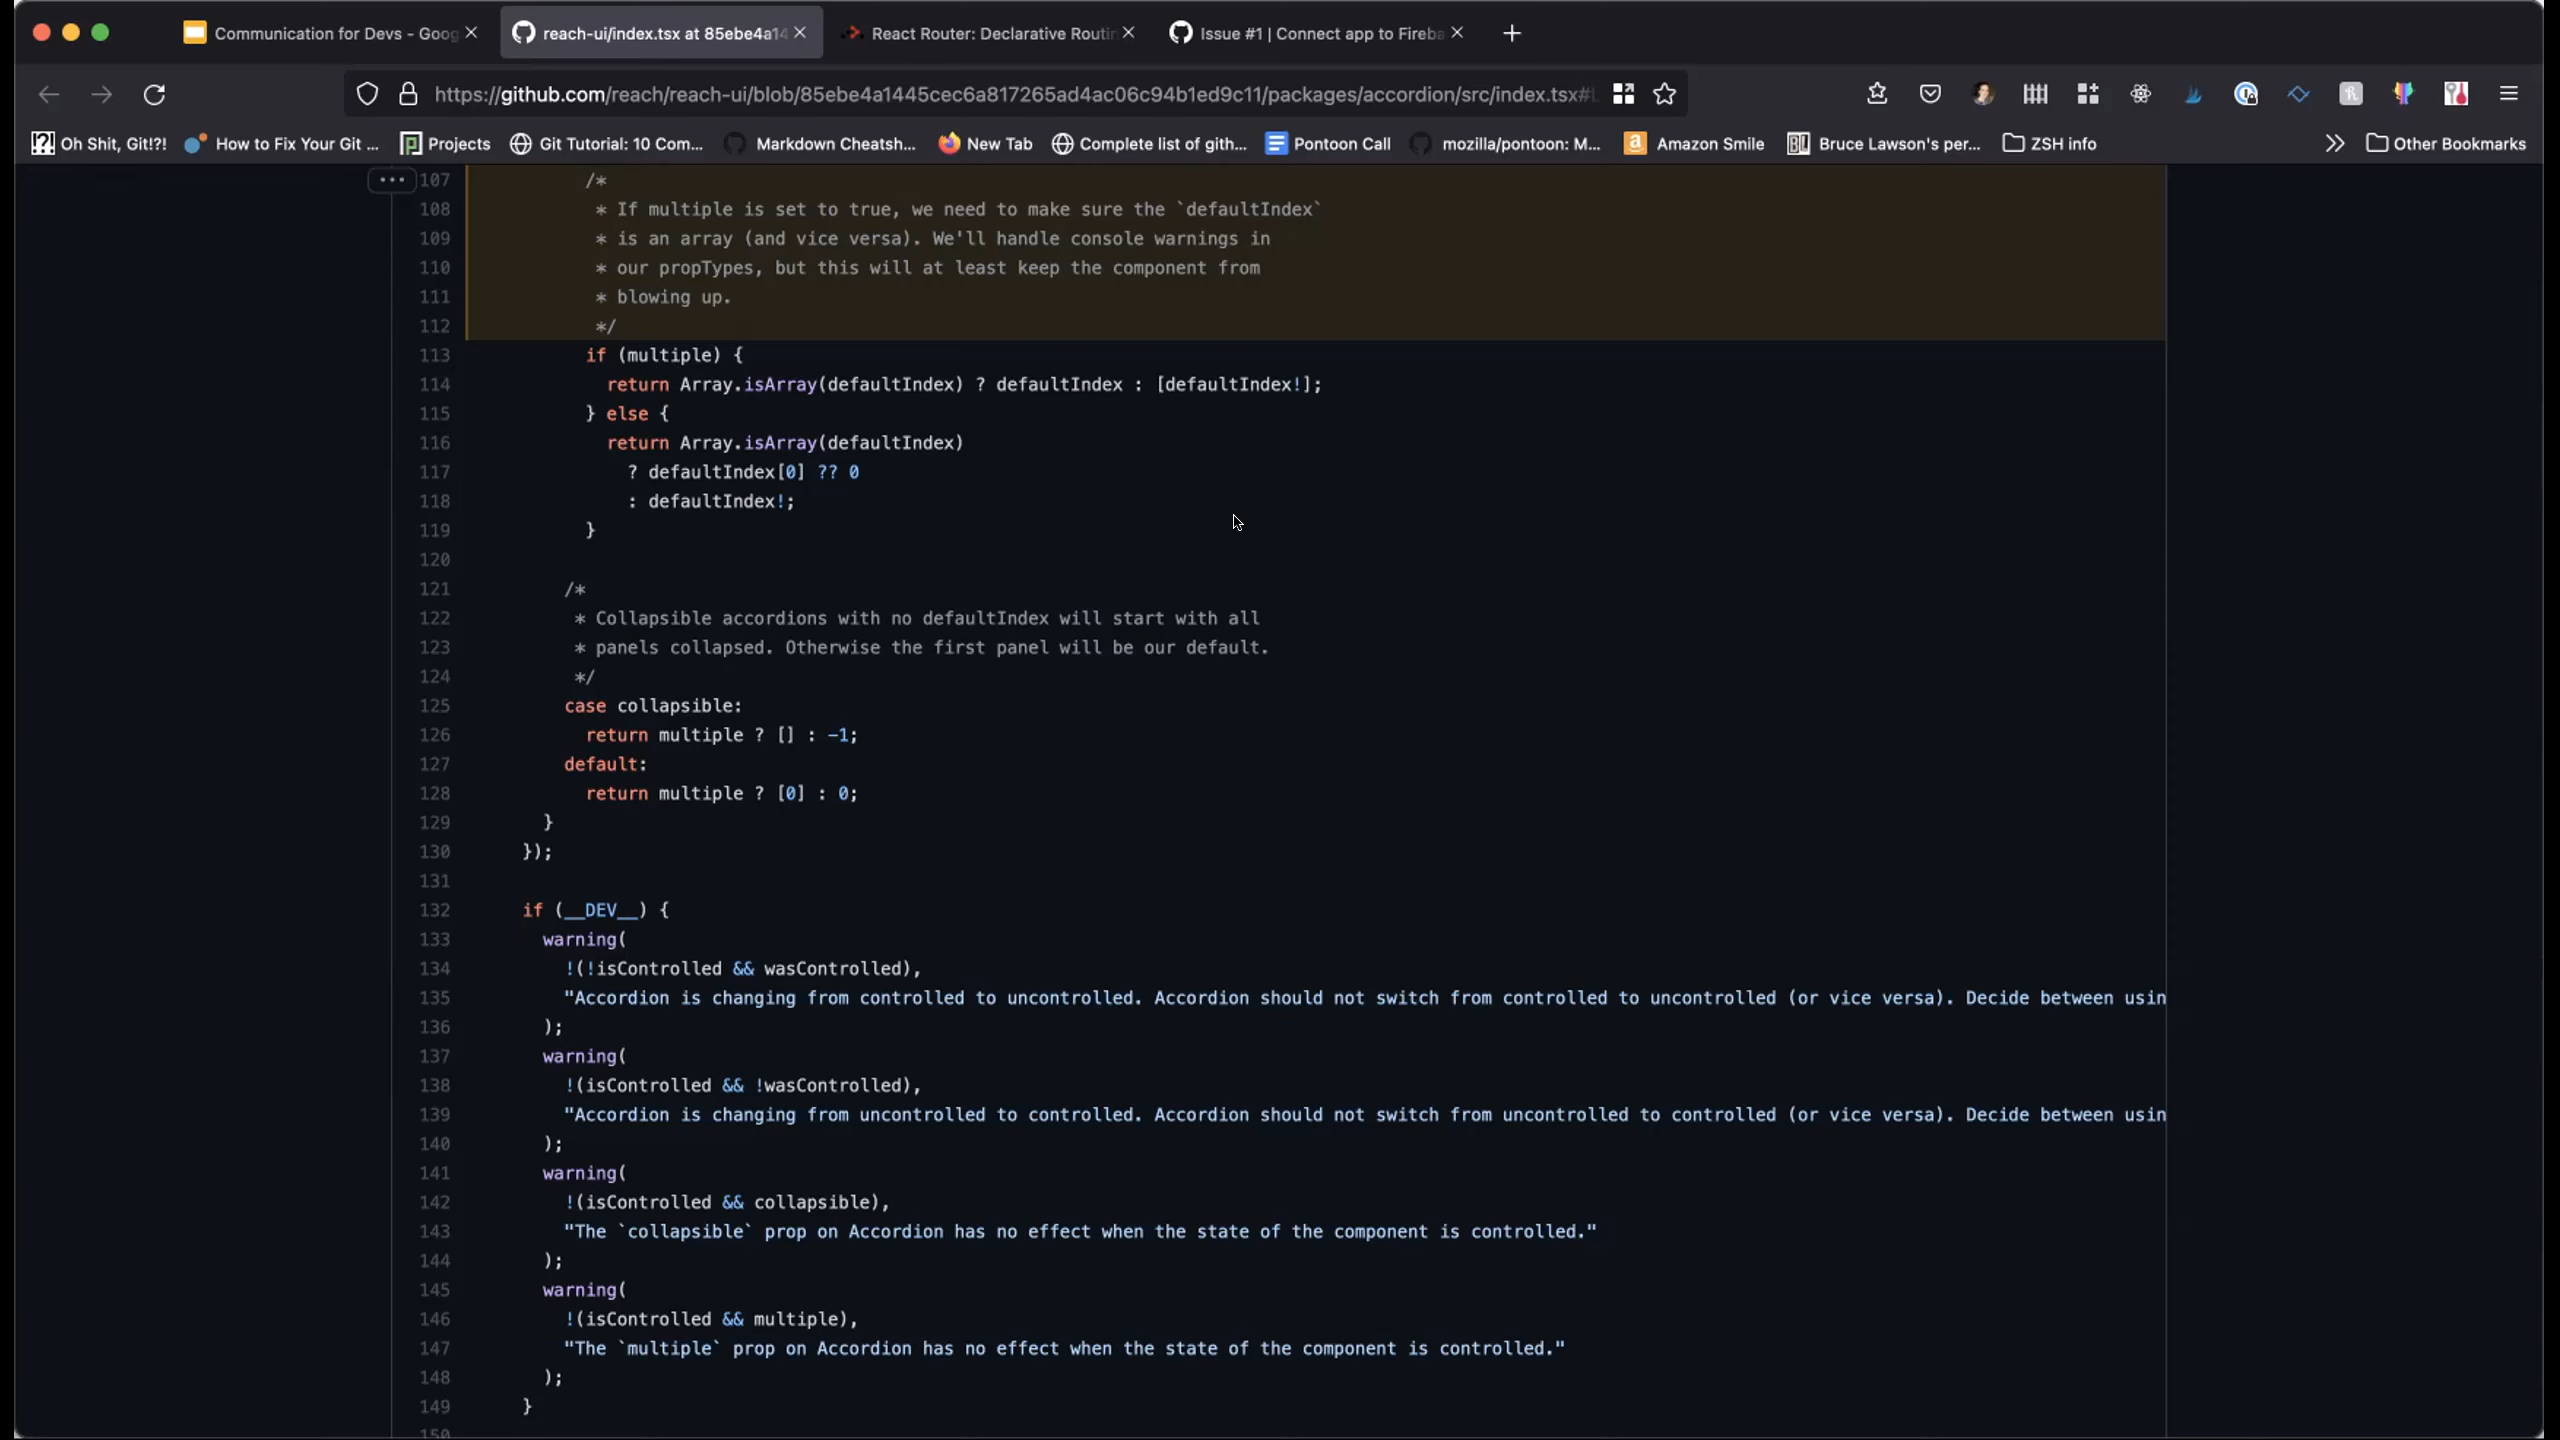 Communication for Devs - Goog
reach-ui/index.tsx at 85ebe4a14
React Router: Declarative Routin
Issue #1 | Connect app to Fireba
https://github.com/reach/reach-ui/blob/85ebe4a1445cec6a817265ad4ac06c94b1ed9c11/packages/accordion/src/index.tsx#L
Oh Shit, Git!?!
How to Fix Your Git ...
Projects
Git Tutorial: 10 Com...
Markdown Cheatsh...
New Tab
Complete list of gith...
Pontoon Call
mozilla/pontoon: M...
Amazon Smile
Bruce Lawson's per...
ZSH info
Other Bookmarks
107 /*
108 * If multiple is set to true, we need to make sure the `defaultIndex`
109 * is an array (and vice versa). We'll handle console warnings in
110 * our propTypes, but this will at least keep the component from
111 * blowing up.
112 */
113 if (multiple) {
114 return Array.isArray(defaultIndex) ? defaultIndex : [defaultIndex!];
115 } else {
116 return Array.isArray(defaultIndex)
117 ? defaultIndex[0] ?? 0
118 : defaultIndex!;
119 }
120
121 /*
122 * Collapsible accordions with no defaultIndex will start with all
123 * panels collapsed. Otherwise the first panel will be our default.
124 */
125 case collapsible:
126 return multiple ? [] : -1;
127 default:
128 return multiple ? [0] : 0;
129 }
130 });
131
132 if (__DEV__) {
133 warning(
134 !(!isControlled && wasControlled),
135 "Accordion is changing from controlled to uncontrolled. Accordion should not switch from controlled to uncontrolled (or vice versa). Decide between usin
136 );
137 warning(
138 !(isControlled && !wasControlled),
139 "Accordion is changing from uncontrolled to controlled. Accordion should not switch from uncontrolled to controlled (or vice versa). Decide between usin
140 );
141 warning(
142 !(isControlled && collapsible),
143 "The `collapsible` prop on Accordion has no effect when the state of the component is controlled."
144 );
145 warning(
146 !(isControlled && multiple),
147 "The `multiple` prop on Accordion has no effect when the state of the component is controlled."
148 );
149 }
150